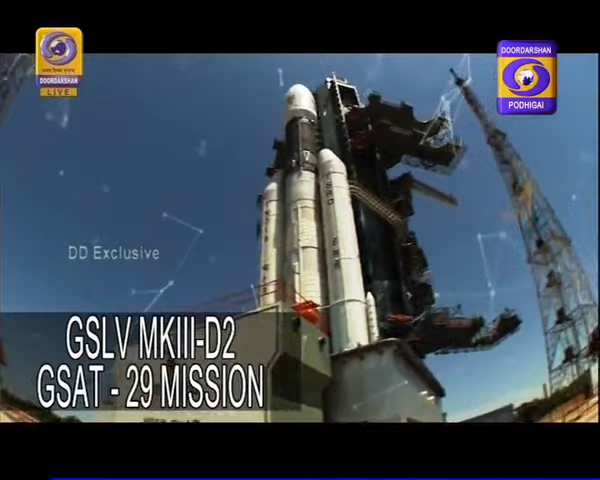 DOORDARSHAN
LIVE
DOORDARSHAN
PODHIGAI
DD Exclusive
GSLV MKIII-D2
GSAT - 29 MISSION